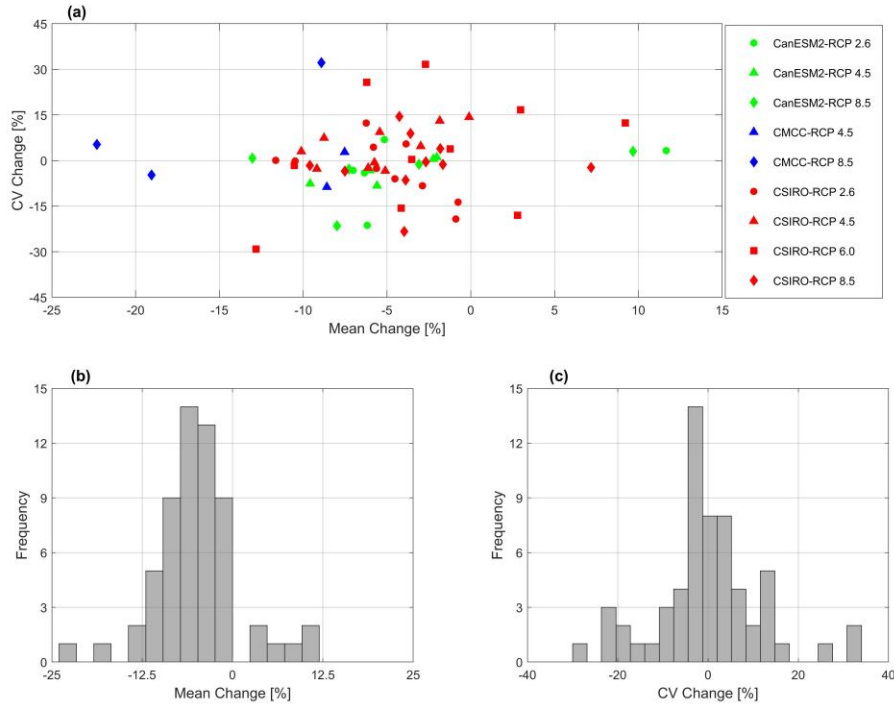 (a)
CV Change [%]
45
30
15
0
-15
-30
-45
-25
-20
-15
-10
-5
0
5
10
15
Mean Change [%]
CanESM2-RCP 2.6
CanESM2-RCP 4.5
CanESM2-RCP 8.5
CMCC-RCP 4.5
CMCC-RCP 8.5
CSIRO-RCP 2.6
CSIRO-RCP 4.5
CSIRO-RCP 6.0
CSIRO-RCP 8.5
(b)
Frequency
15
12
9
6
3
0
-25
-12.5
0
12.5
25
Mean Change [%]
(c)
Frequency
15
12
9
6
3
0
-40
-20
0
20
40
CV Change [%]